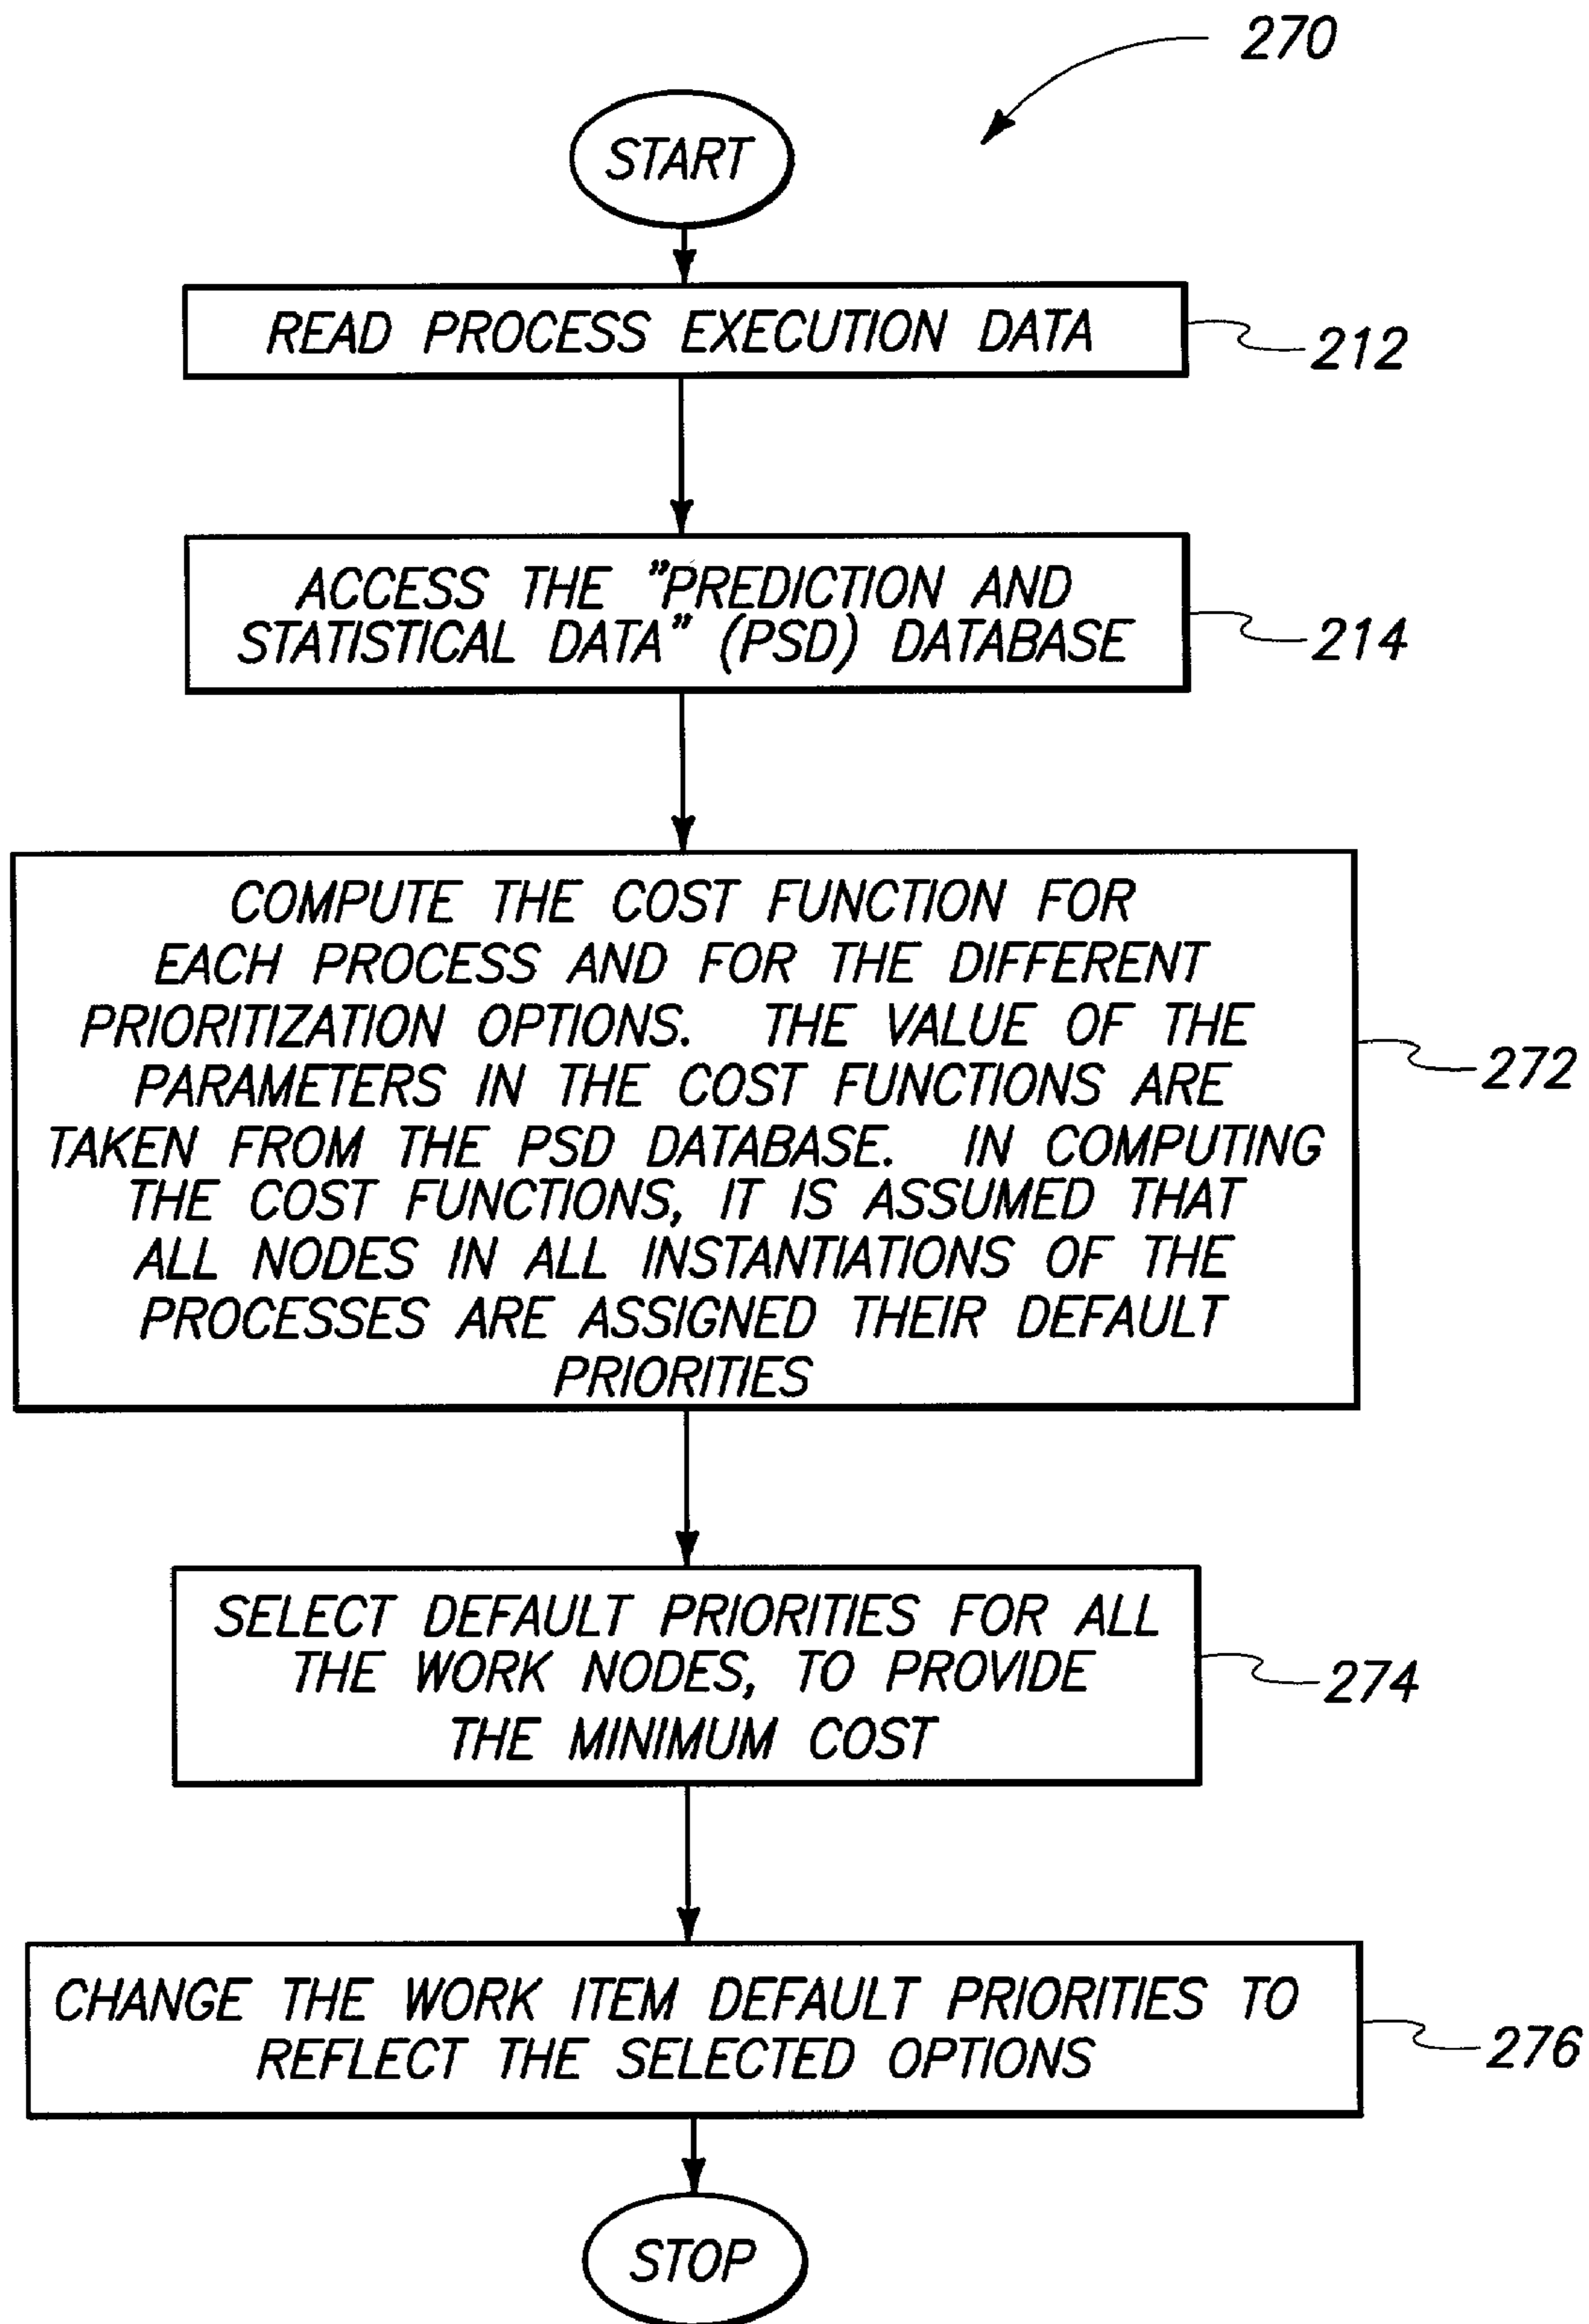 270
START
READ PROCESS EXECUTION DATA
212
ACCESS THE "PREDICTION AND
STATISTICAL DATA" (PSD) DATABASE
214
COMPUTE THE COST FUNCTION FOR
EACH PROCESS AND FOR THE DIFFERENT
PRIORITIZATION OPTIONS. THE VALUE OF THE
PARAMETERS IN THE COST FUNCTIONS ARE
TAKEN FROM THE PSD DATABASE. IN COMPUTING
THE COST FUNCTIONS, IT IS ASSUMED THAT
ALL NODES IN ALL INSTANTIATIONS OF THE
PROCESSES ARE ASSIGNED THEIR DEFAULT
PRIORITIES
272
SELECT DEFAULT PRIORITIES FOR ALL
THE WORK NODES, TO PROVIDE
THE MINIMUM COST
274
CHANGE THE WORK ITEM DEFAULT PRIORITIES TO
REFLECT THE SELECTED OPTIONS
276
STOP